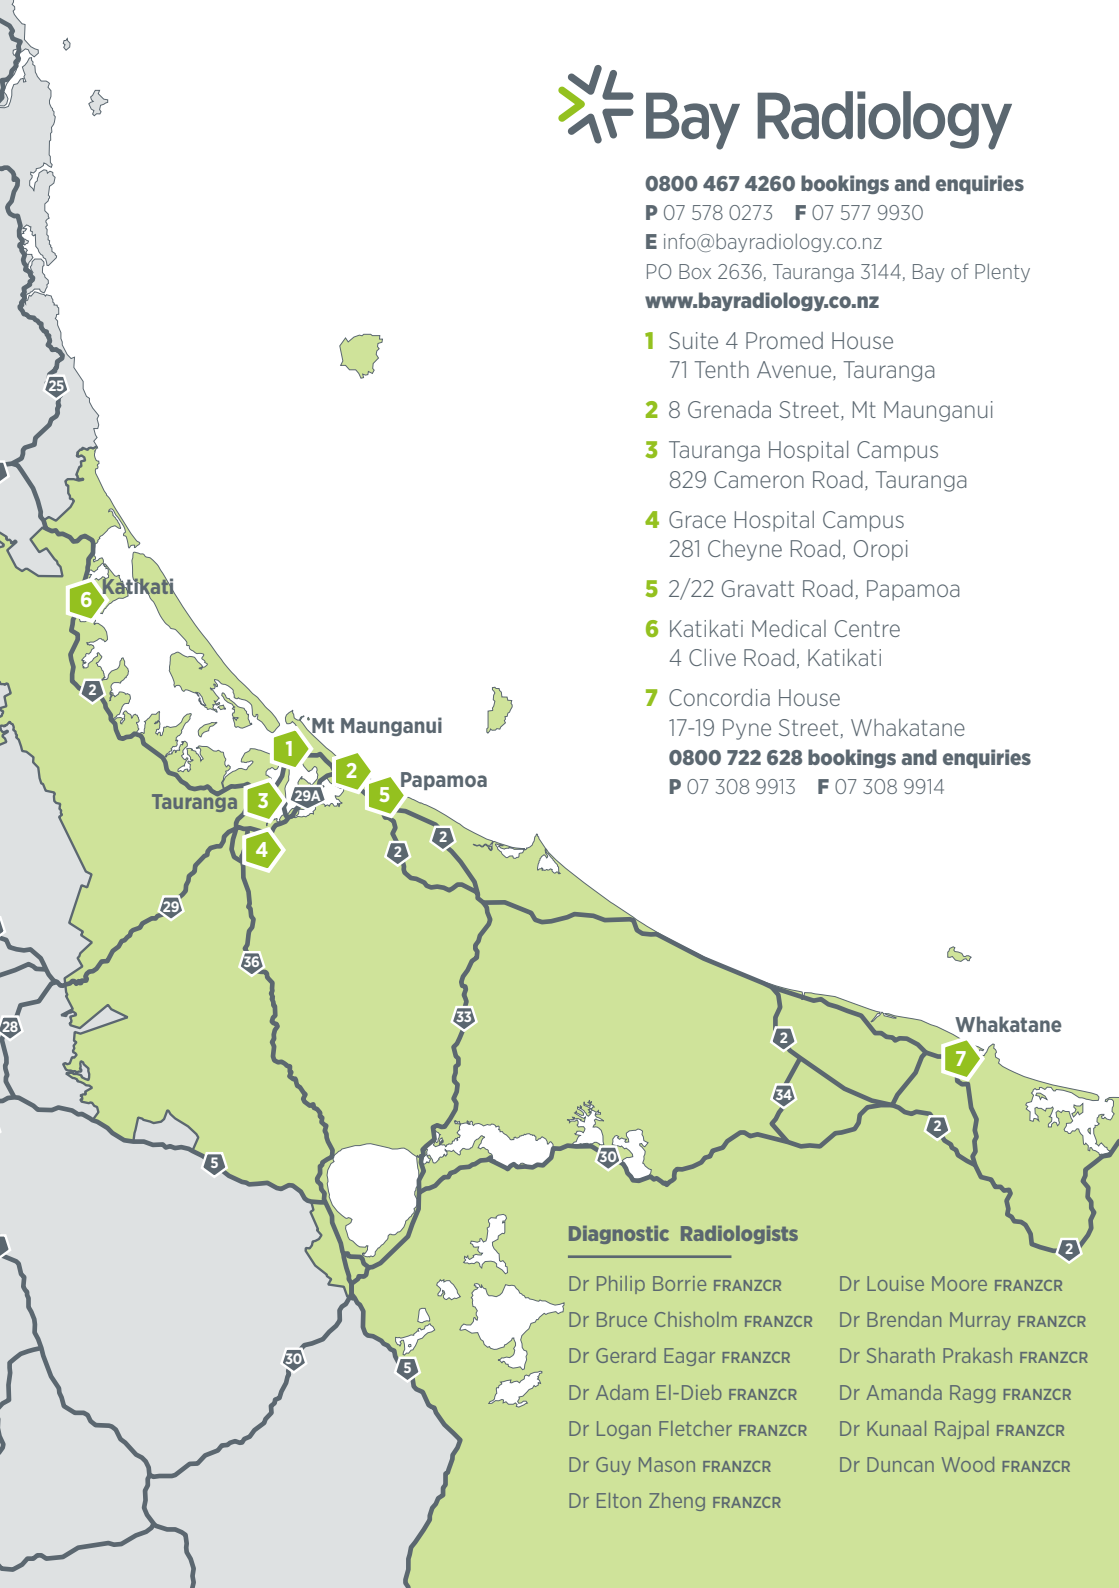 Bay Radiology
0800 467 4260 bookings and enquiries
P 07 578 0273 F 07 577 9930
E info@bayradiology.co.nz
PO Box 2636, Tauranga 3144, Bay of Plenty
www.bayradiology.co.nz
1 Suite 4 Promed House
71 Tenth Avenue, Tauranga
2 8 Grenada Street, Mt Maunganui
3 Tauranga Hospital Campus
829 Cameron Road, Tauranga
4 Grace Hospital Campus
281 Cheyne Road, Oropi
5 2/22 Gravatt Road, Papamoa
6 Katikati Medical Centre
4 Clive Road, Katikati
7 Concordia House
17-19 Pyne Street, Whakatane
0800 722 628 bookings and enquiries
P 07 308 9913 F 07 308 9914
25
Katikati
6
2
Mt Maunganui
1
2
Papamoa
Tauranga
3
29A
5
4
2
2
29
36
33
28
Whakatane
2
7
34
2
5
30
2
30
5
Diagnostic Radiologists
Dr Philip Borrie FRANZCR
Dr Bruce Chisholm FRANZCR
Dr Gerard Eagar FRANZCR
Dr Adam El-Dieb FRANZCR
Dr Logan Fletcher FRANZCR
Dr Guy Mason FRANZCR
Dr Elton Zheng FRANZCR
Dr Louise Moore FRANZCR
Dr Brendan Murray FRANZCR
Dr Sharath Prakash FRANZCR
Dr Amanda Ragg FRANZCR
Dr Kunaal Rajpal FRANZCR
Dr Duncan Wood FRANZCR